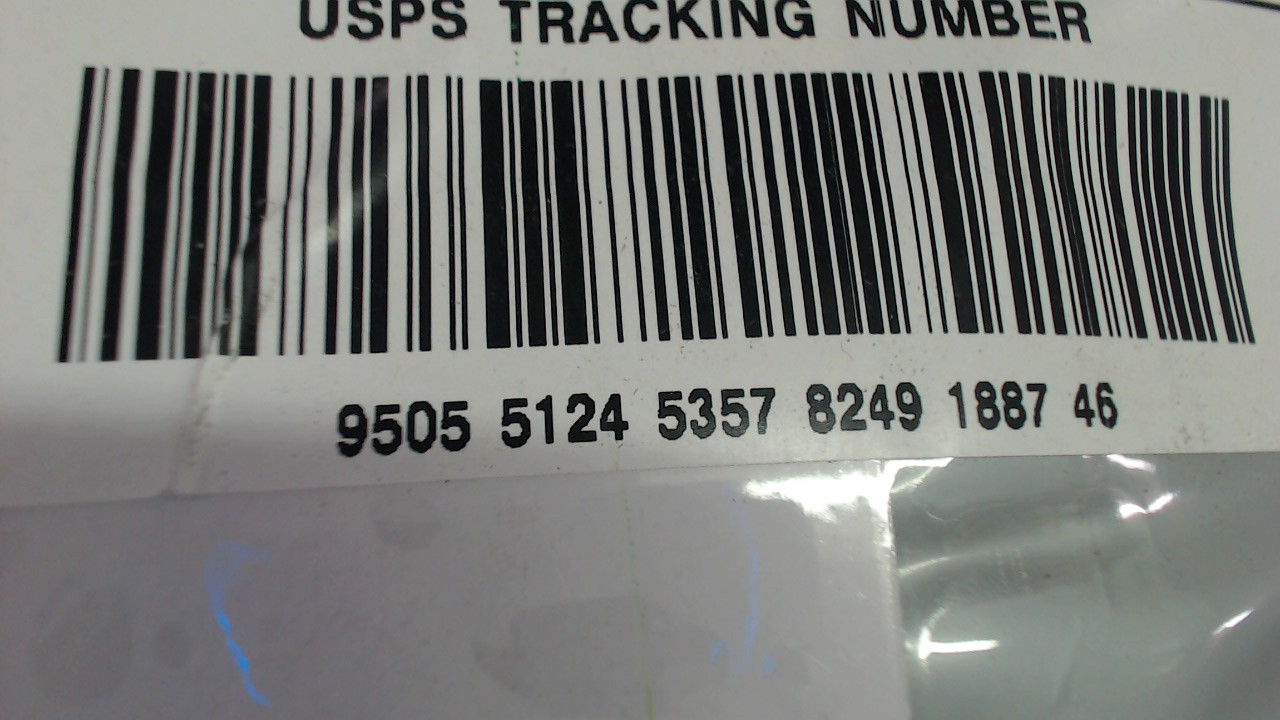 USPS TRACKING NUMBER
9505 5124 5357 8249 1887 46